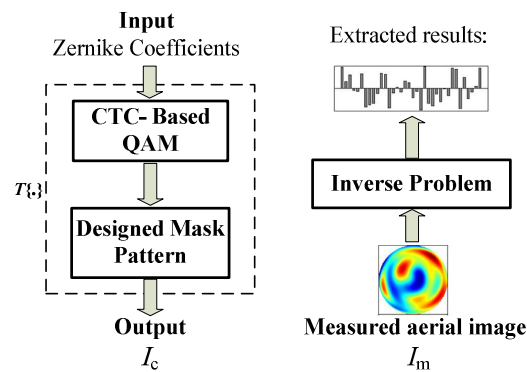 Input
Zernike Coefficients
CTC- Based
QAM
T{.}
Designed Mask
Pattern
Output
Ic
Extracted results:
Inverse Problem
Measured aerial image
Im